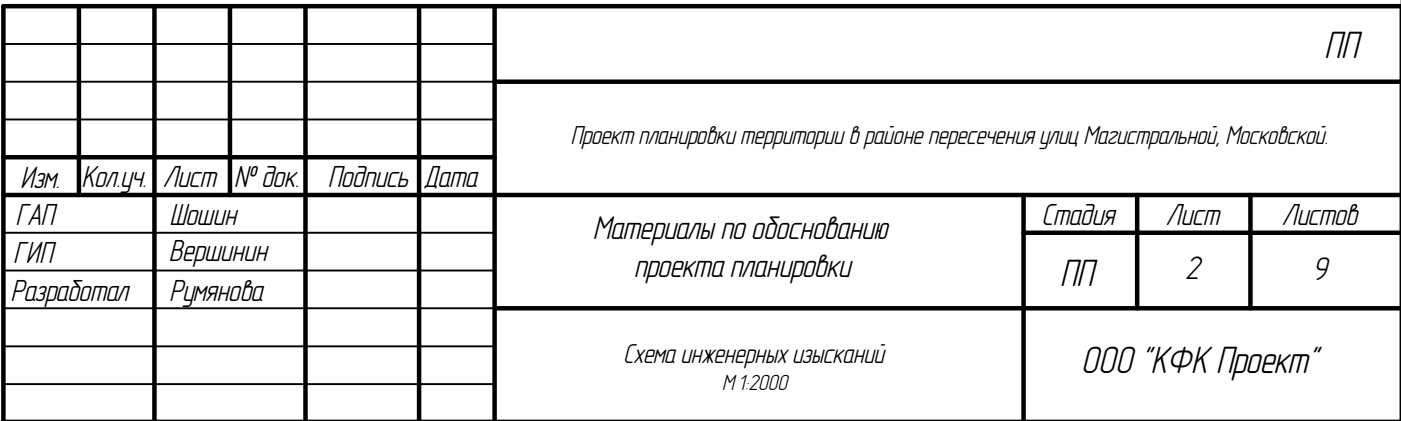 ПП
Проект планировки территории в районе пересечения улиц Магистральной, Московской.
Изм. Кол.уч. Лист № док. Подпись Дата
ГАП Шошин
ГИП Вершинин
Разработал Румянова
Материалы по обоснованию
проекта планировки
Стадия Лист Листов
ПП 2 9
Схема инженерных изысканий
М 1:2000
ООО "КФК Проект"